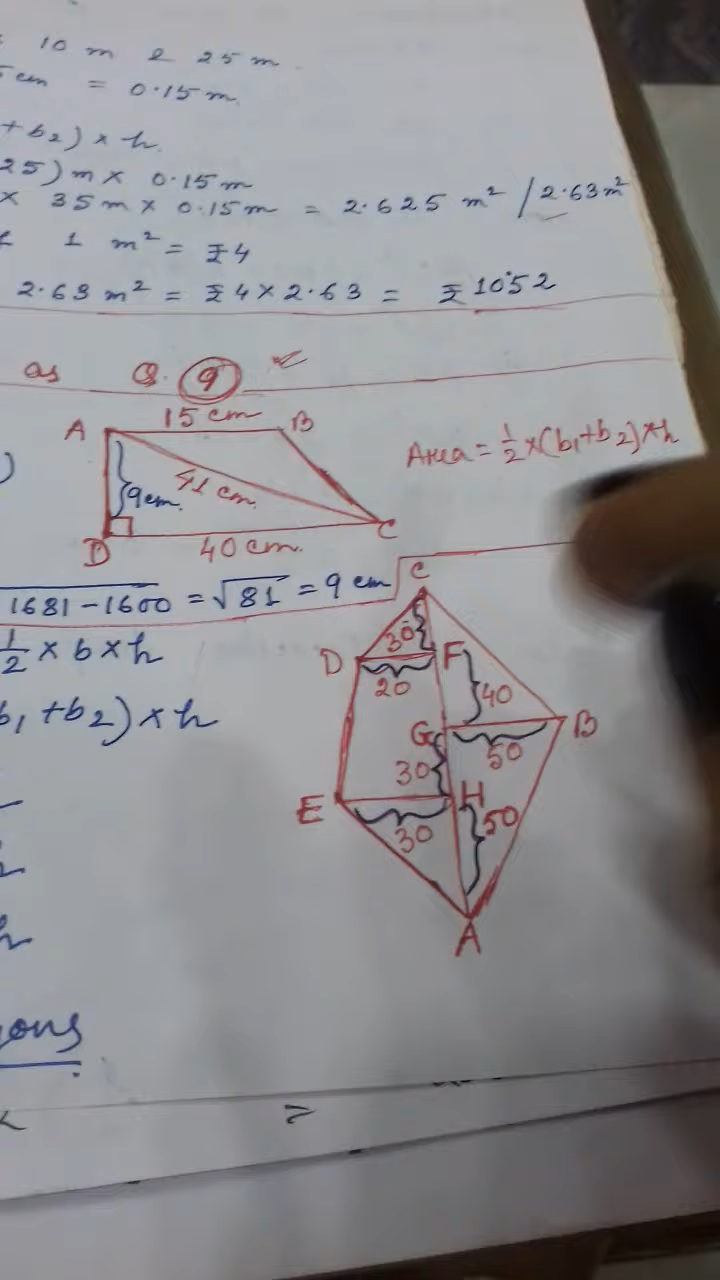 10 m & 25 m
cm = 0.15 m.
+ b₂) × h.
25) m × 0.15 m
× 35 m × 0.15 m = 2.625 m² / 2.63 m²
1 m² = ₹4
2.63 m² = ₹4 × 2.63 = ₹10.52
as Q. 9
A 15 cm B
Area = ½ × (b₁ + b₂) × h
9 cm. 41 cm.
D 40 cm. C
1681 - 1600 = √81 = 9 cm
½ × b × h
b₁ + b₂) × h
C
30
D F
20 40
G B
50
30
E H
30 50
A
h
ons
=